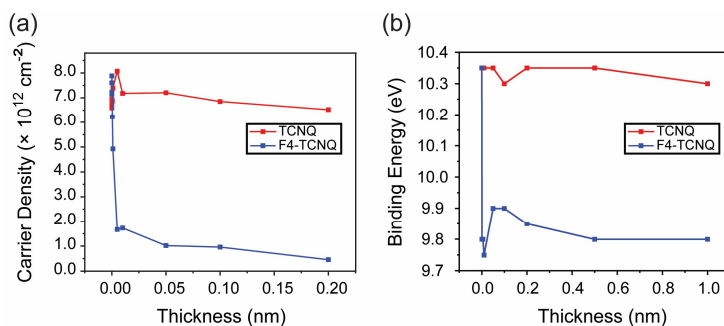 (a)
Carrier Density (× 10¹² cm⁻²)
8.0
7.0
6.0
5.0
4.0
3.0
2.0
1.0
0.0
TCNQ
F4-TCNQ
0.00 0.05 0.10 0.15 0.20
Thickness (nm)
(b)
Binding Energy (eV)
10.4
10.3
10.2
10.1
10.0
9.9
9.8
9.7
TCNQ
F4-TCNQ
0.0 0.2 0.4 0.6 0.8 1.0
Thickness (nm)